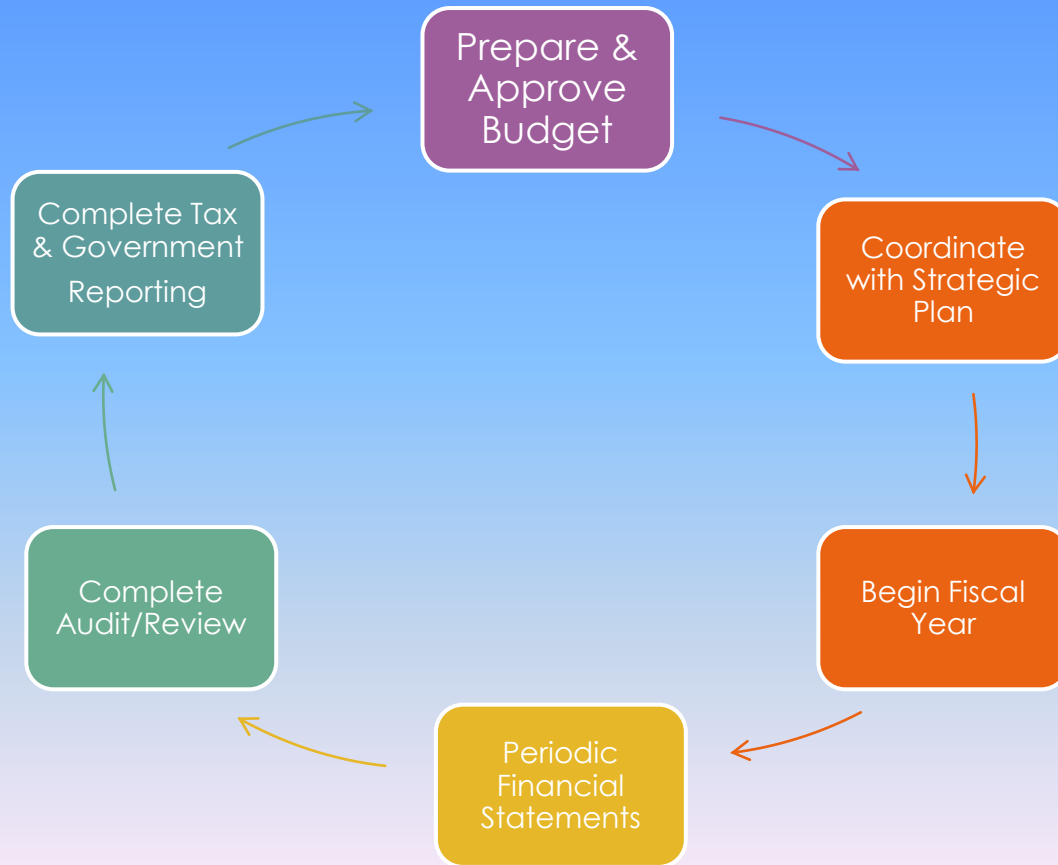 Prepare &
Approve
Budget
Coordinate
with Strategic
Plan
Begin Fiscal
Year
Periodic
Financial
Statements
Complete
Audit/Review
Complete Tax
& Government
Reporting